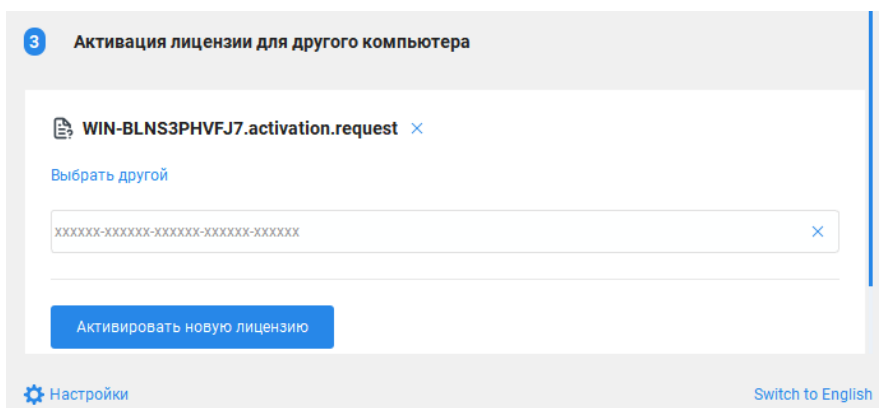 3 Активация лицензии для другого компьютера
WIN-BLNS3PHVFJ7.activation.request
Выбрать другой
xxxxxx-xxxxxx-xxxxxx-xxxxxx-xxxxxx
Активировать новую лицензию
Настройки Switch to English